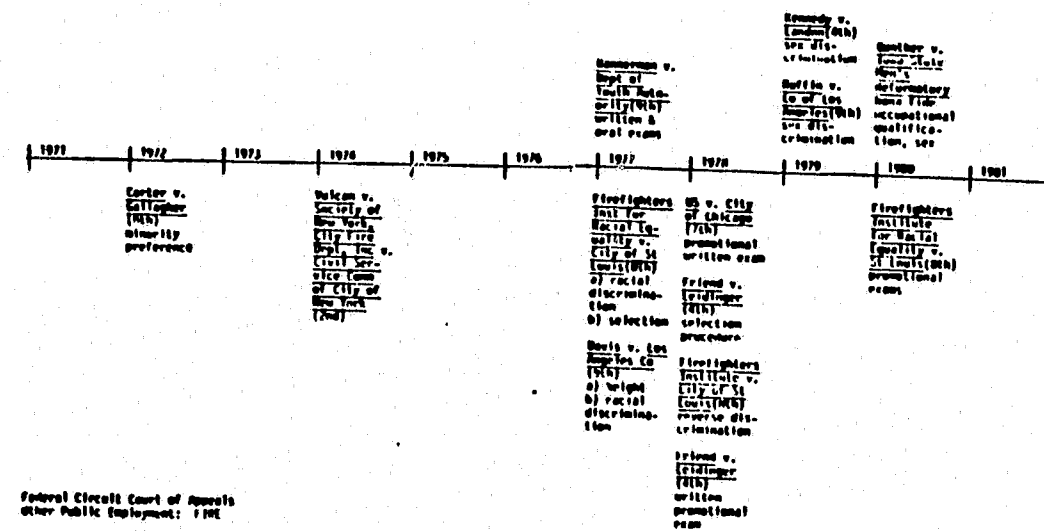 Kennedy v.
Landon(4th)
sex dis-
crimination
Ruffin v.
Co of Los
Angeles(9th)
sex dis-
crimination
Gunther v.
Iowa State
Men's
Reformatory
bona fide
occupational
qualifica-
tion, sex
Bannerman v.
Dept of
Youth Auto-
ority(9th)
written &
oral exams
1971
1972
1973
1974
1975
1976
1977
1978
1979
1980
1981
Carter v.
Gallagher
(8th)
minority
preference
Vulcan v.
Society of
New York,
City Fire
Dept, Inc v.
Civil Ser-
vice Comm
of City of
New York
(2nd)
Firefighters
Inst for
Racial Eq-
uality v.
City of St
Louis(8th)
a) racial
discrimina-
tion
b) selection
Davis v. Los
Angeles Co
(9th)
a) height
b) racial
discrimina-
tion
US v. City
of Chicago
(7th)
promotional
written exam
Friend v.
Leidinger
(4th)
selection
procedure
Firefighters
Institute v.
City of St
Louis(8th)
reverse dis-
crimination
Friend v.
Leidinger
(4th)
written
promotional
exam
Firefighters
Institute
for Racial
Equality v.
St Louis(8th)
promotional
exams
Federal Circuit Court of Appeals
Other Public Employment: FIRE